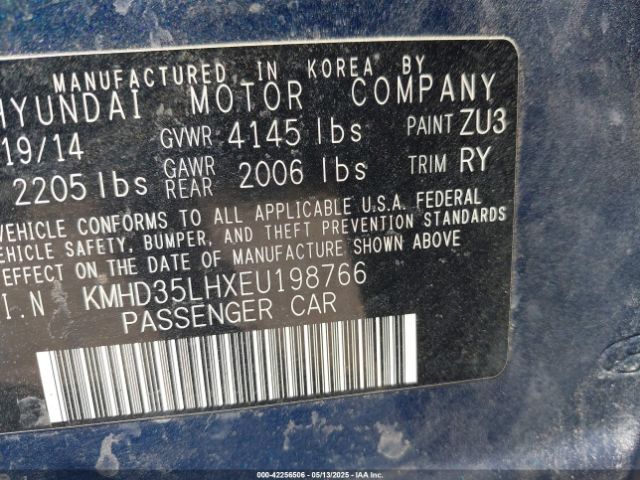 MANUFACTURED IN KOREA BY
HYUNDAI MOTOR COMPANY
19/14 GVWR 4145 lbs PAINT ZU3
2205 lbs GAWR REAR 2006 lbs TRIM RY
VEHICLE CONFORMS TO ALL APPLICABLE U.S.A. FEDERAL
VEHICLE SAFETY, BUMPER, AND THEFT PREVENTION STANDARDS
EFFECT ON THE DATE OF MANUFACTURE SHOWN ABOVE
I.N KMHD35LHXEU198766
PASSENGER CAR
000-42256506 - 05/13/2025 - IAA Inc.